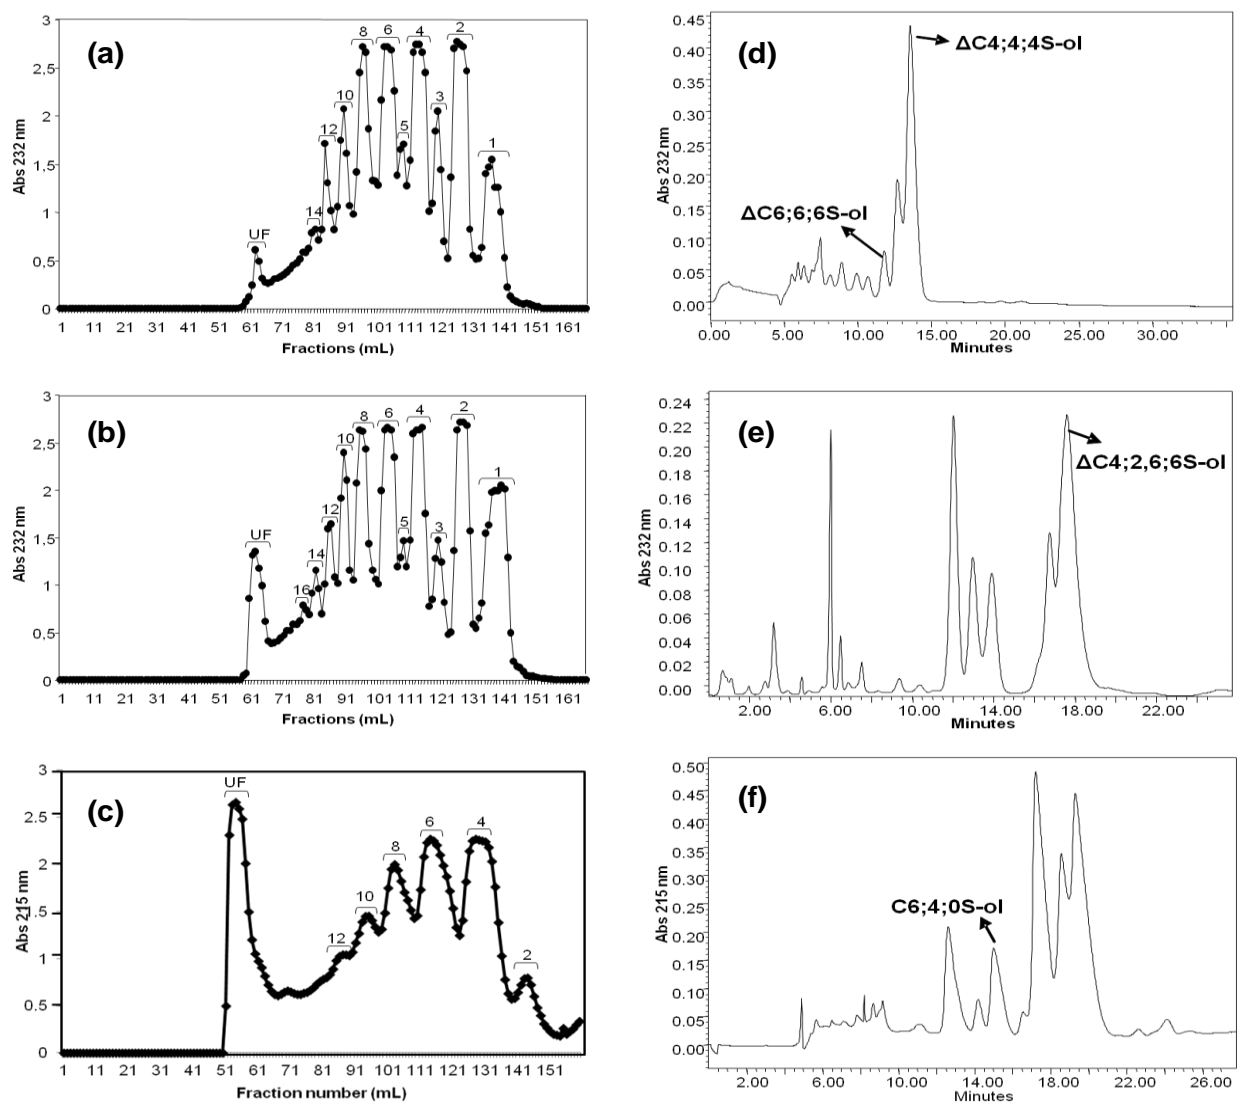 (a)
Abs 232 nm
3
2,5
2
1,5
1
0,5
0
UF 14 12 10 8 6 5 4 3 2 1
1 11 21 31 41 51 61 71 81 91 101 111 121 131 141 151 161
Fractions (mL)
(d)
Abs 232 nm
0.45
0.40
0.35
0.30
0.25
0.20
0.15
0.10
0.05
0.00
ΔC4;4;4S-ol
ΔC6;6;6S-ol
0.00 5.00 10.00 15.00 20.00 25.00 30.00
Minutes
(b)
Abs 232 nm
3
2,5
2
1,5
1
0,5
0
UF 16 14 12 10 8 6 5 4 3 2 1
1 11 21 31 41 51 61 71 81 91 101 111 121 131 141 151 161
Fractions (mL)
(e)
Abs 232 nm
0.24
0.22
0.20
0.18
0.16
0.14
0.12
0.10
0.08
0.06
0.04
0.02
0.00
ΔC4;2,6;6S-ol
2.00 6.00 10.00 14.00 18.00 22.00
Minutes
(c)
Abs 215 nm
3
2.5
2
1.5
1
0.5
0
UF 12 10 8 6 4 2
1 11 21 31 41 51 61 71 81 91 101 111 121 131 151
Fraction number (mL)
(f)
Abs 215 nm
0.50
0.45
0.40
0.35
0.30
0.25
0.20
0.15
0.10
0.05
0.00
C6;4;0S-ol
2.00 6.00 10.00 14.00 18.00 22.00 26.00
Minutes